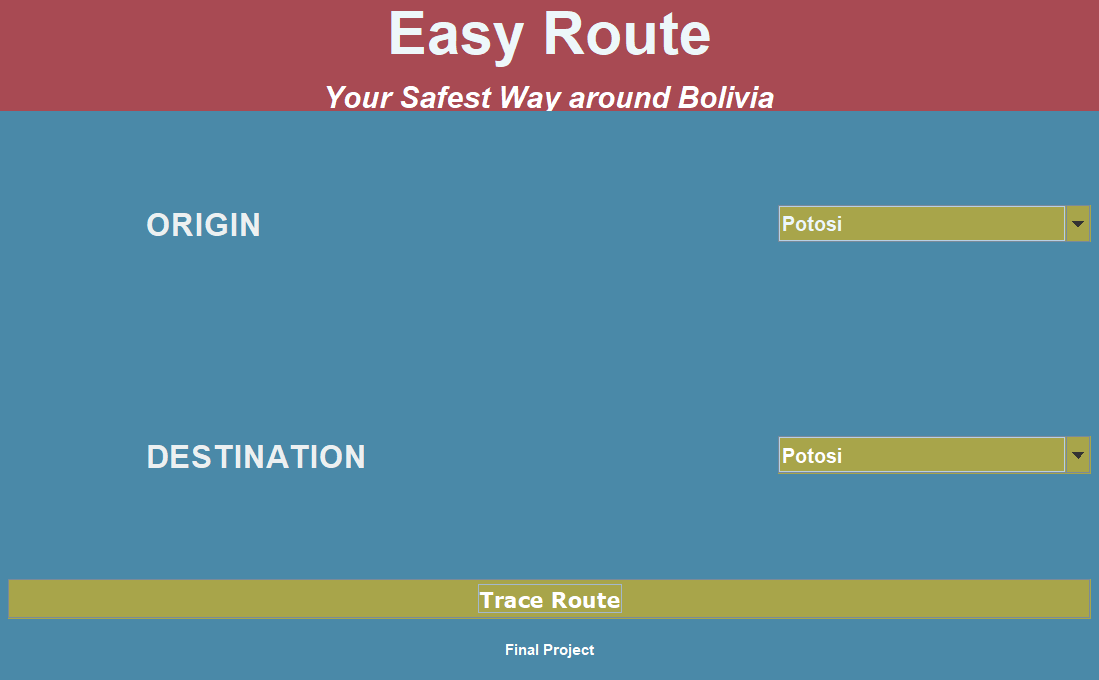 Easy Route
Your Safest Way around Bolivia
ORIGIN
Potosi
DESTINATION
Potosi
Trace Route
Final Project